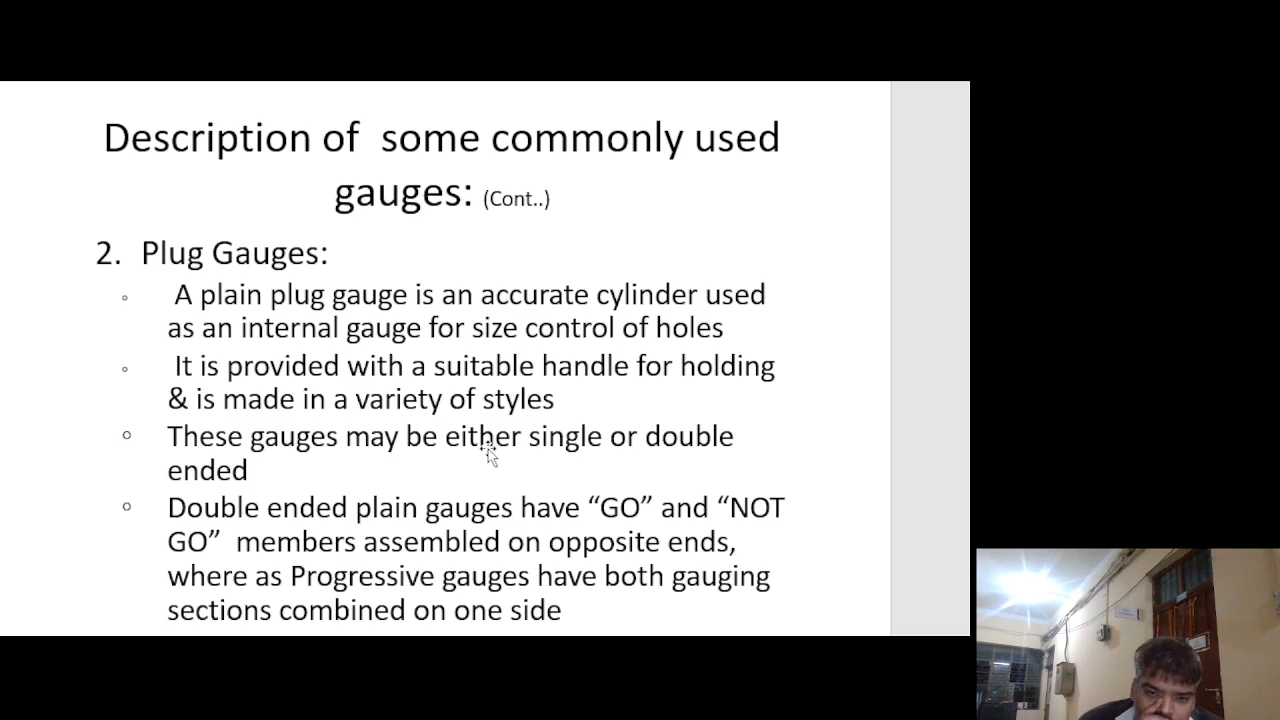 Description of some commonly used
gauges: (Cont..)
2. Plug Gauges:
◦ A plain plug gauge is an accurate cylinder used
as an internal gauge for size control of holes
◦ It is provided with a suitable handle for holding
& is made in a variety of styles
◦ These gauges may be either single or double
ended
◦ Double ended plain gauges have “GO” and “NOT
GO” members assembled on opposite ends,
where as Progressive gauges have both gauging
sections combined on one side